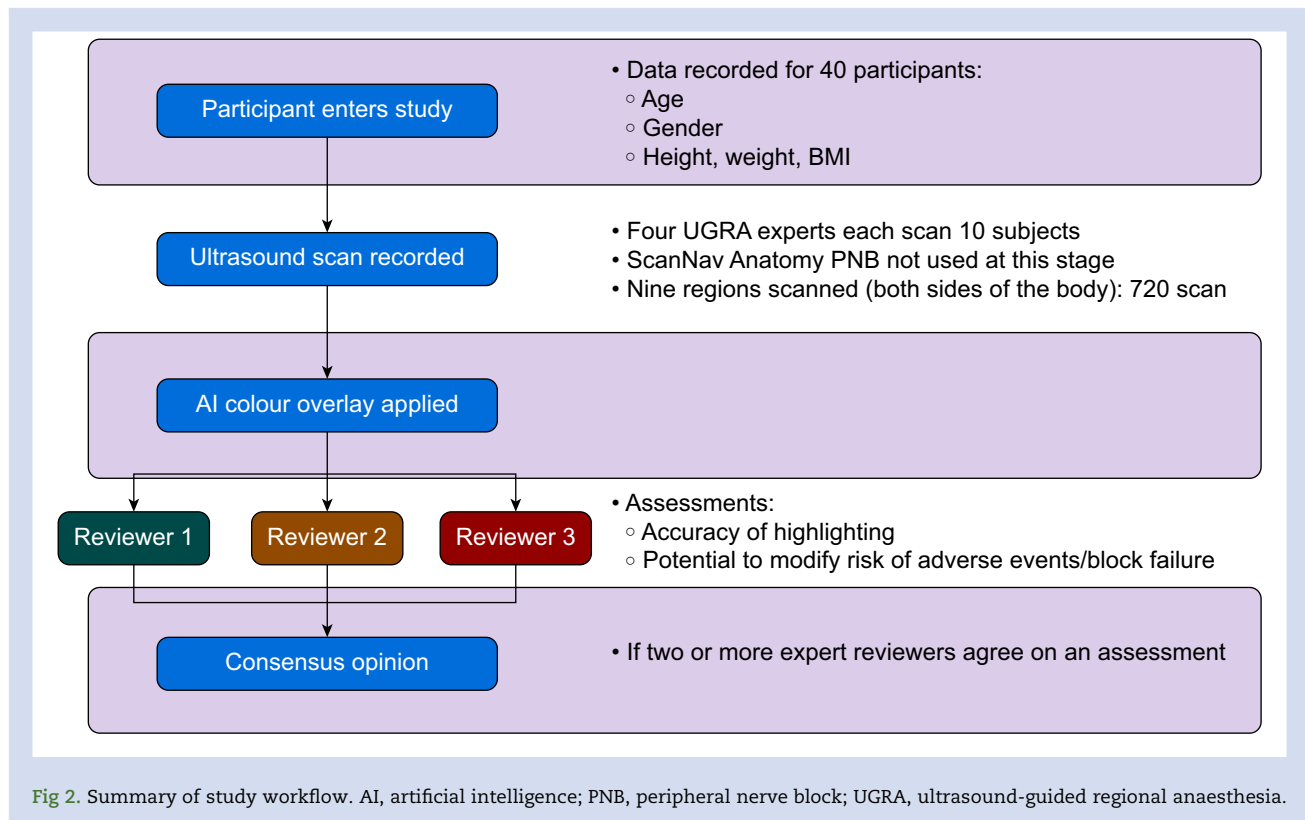 Participant enters study
• Data recorded for 40 participants:
○ Age
○ Gender
○ Height, weight, BMI
Ultrasound scan recorded
• Four UGRA experts each scan 10 subjects
• ScanNav Anatomy PNB not used at this stage
• Nine regions scanned (both sides of the body): 720 scan
AI colour overlay applied
Reviewer 1
Reviewer 2
Reviewer 3
• Assessments:
○ Accuracy of highlighting
○ Potential to modify risk of adverse events/block failure
Consensus opinion
• If two or more expert reviewers agree on an assessment
Fig 2. Summary of study workflow. AI, artificial intelligence; PNB, peripheral nerve block; UGRA, ultrasound-guided regional anaesthesia.